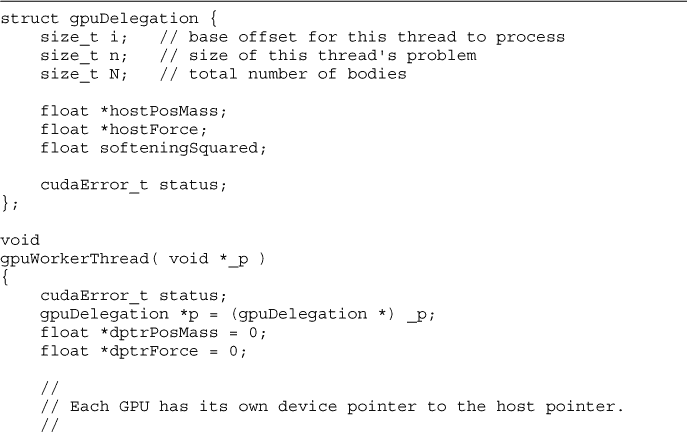 struct gpuDelegation {
    size_t i;   // base offset for this thread to process
    size_t n;   // size of this thread's problem
    size_t N;   // total number of bodies

    float *hostPosMass;
    float *hostForce;
    float softeningSquared;

    cudaError_t status;
};

void
gpuWorkerThread( void *_p )
{
    cudaError_t status;
    gpuDelegation *p = (gpuDelegation *) _p;
    float *dptrPosMass = 0;
    float *dptrForce = 0;

    //
    // Each GPU has its own device pointer to the host pointer.
    //